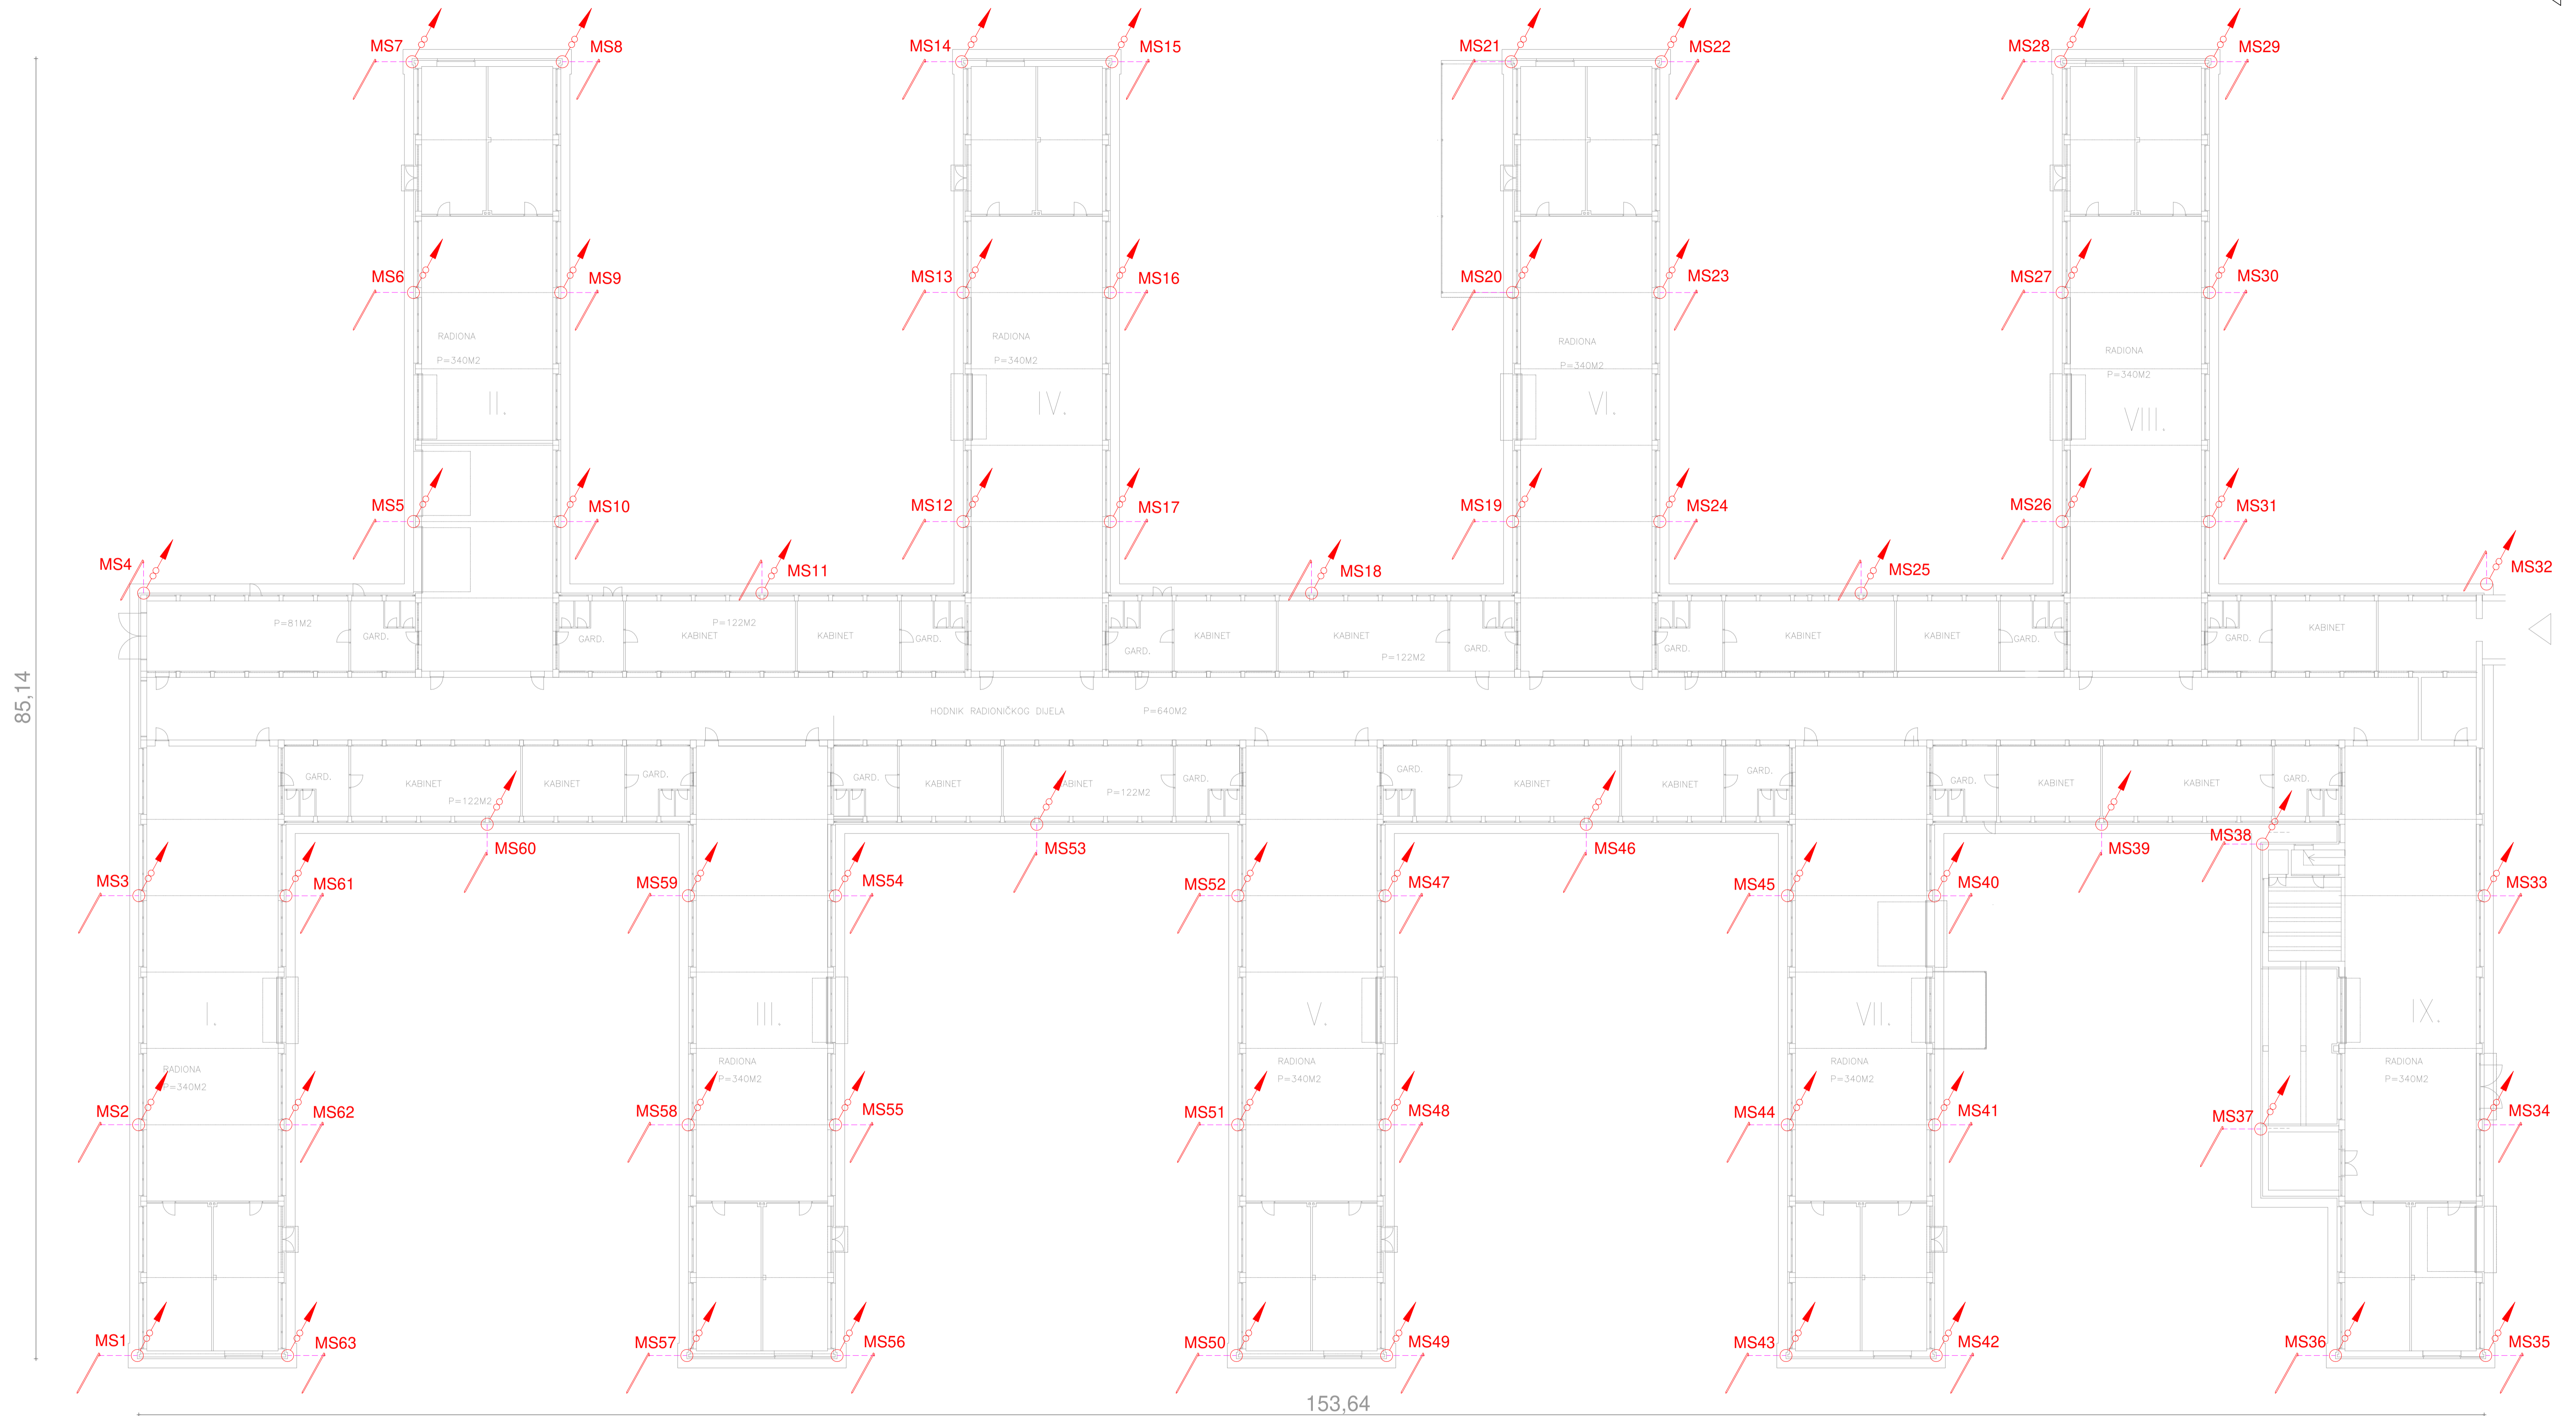 MS7 MS8 MS14 MS15 MS21 MS22 MS28 MS29
MS6 MS9 MS13 MS16 MS20 MS23 MS27 MS30
RADIONA RADIONA RADIONA RADIONA
P=340M2 P=340M2 P=340M2 P=340M2
II. IV. VI. VIII.
MS5 MS10 MS12 MS17 MS19 MS24 MS26 MS31
MS4 MS11 MS18 MS25 MS32
P=81M2 P=122M2
GARD. GARD. KABINET KABINET GARD. GARD. KABINET KABINET GARD. GARD. KABINET KABINET GARD. GARD. KABINET
P=122M2
85,14
HODNIK RADIONIČKOG DIJELA P=640M2
GARD. KABINET KABINET GARD. GARD. KABINET KABINET GARD. GARD. KABINET KABINET GARD. GARD. KABINET KABINET GARD.
P=122M2 P=122M2
MS60 MS53 MS46 MS39 MS38
MS3 MS61 MS59 MS54 MS52 MS47 MS45 MS40 MS33
I. III. V. VII. IX.
RADIONA RADIONA RADIONA RADIONA RADIONA
P=340M2 P=340M2 P=340M2 P=340M2 P=340M2
MS2 MS62 MS58 MS55 MS51 MS48 MS44 MS41 MS37 MS34
MS1 MS63 MS57 MS56 MS50 MS49 MS43 MS42 MS36 MS35
153,64